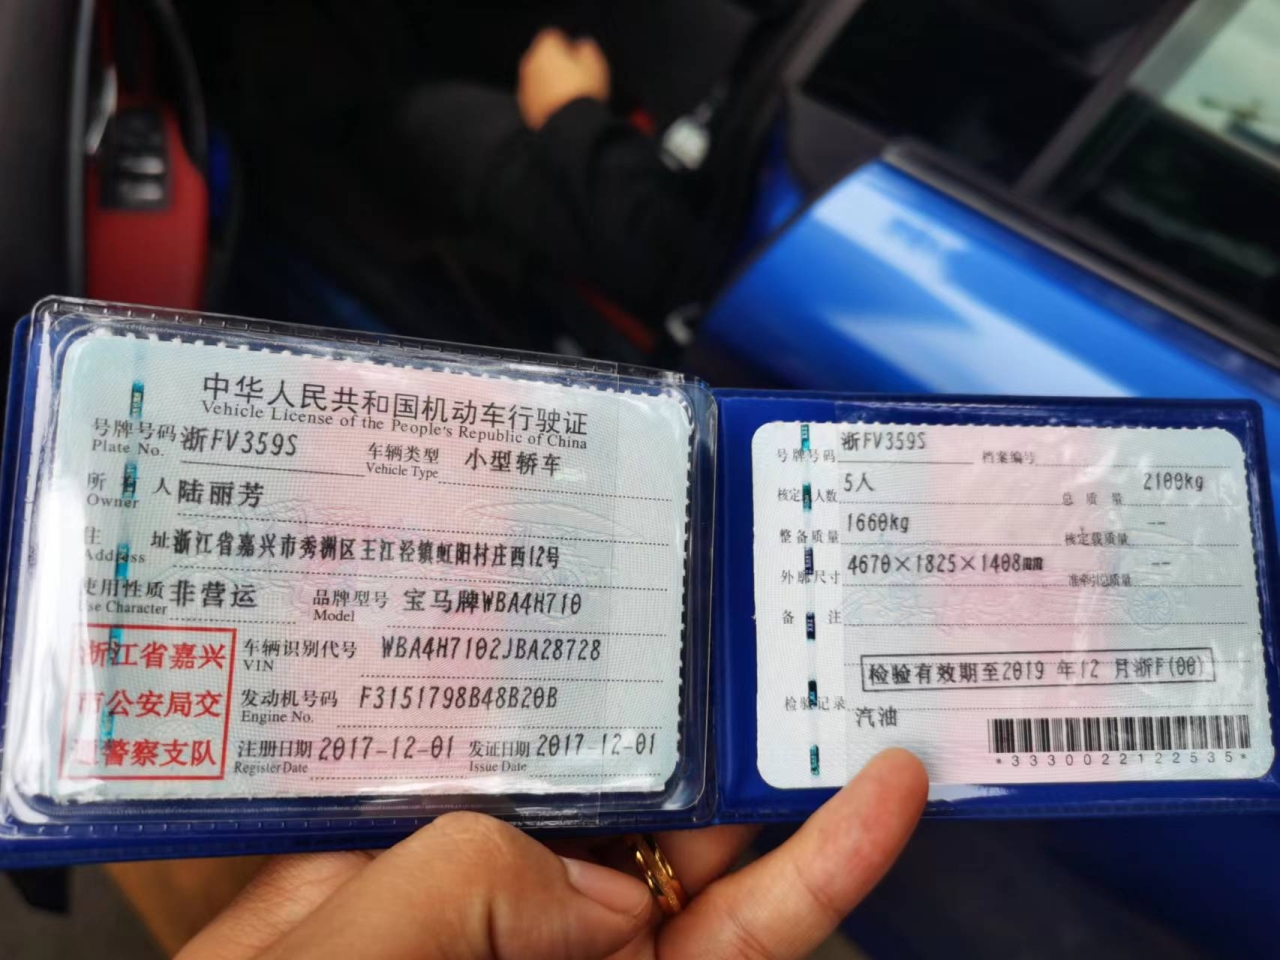 中华人民共和国机动车行驶证
Vehicle License of the People's Republic of China
号牌号码 浙FV359S 车辆类型 小型轿车
Plate No. Vehicle Type
所 人 陆丽芳
Owner
住 址 浙江省嘉兴市秀洲区王江泾镇虹阳村庄西12号
Address
使用性质 非营运 品牌型号 宝马牌WBA4H710
Use Character Model
浙江省嘉兴
市公安局交
通警察支队
车辆识别代号 WBA4H7102JBA28728
VIN
发动机号码 F3151798B48B20B
Engine No.
注册日期 2017-12-01 发证日期 2017-12-01
Register Date Issue Date
号牌号码 浙FV359S 档案编号
核定人数 5人 总质量 2100kg
整备质量 1660kg 核定载质量 --
外廓尺寸 4670×1825×1408mm 准牵引总质量 --
备 注
检验有效期至2019 年12 月浙F(00)
检验记录
汽油
*3330022122535*